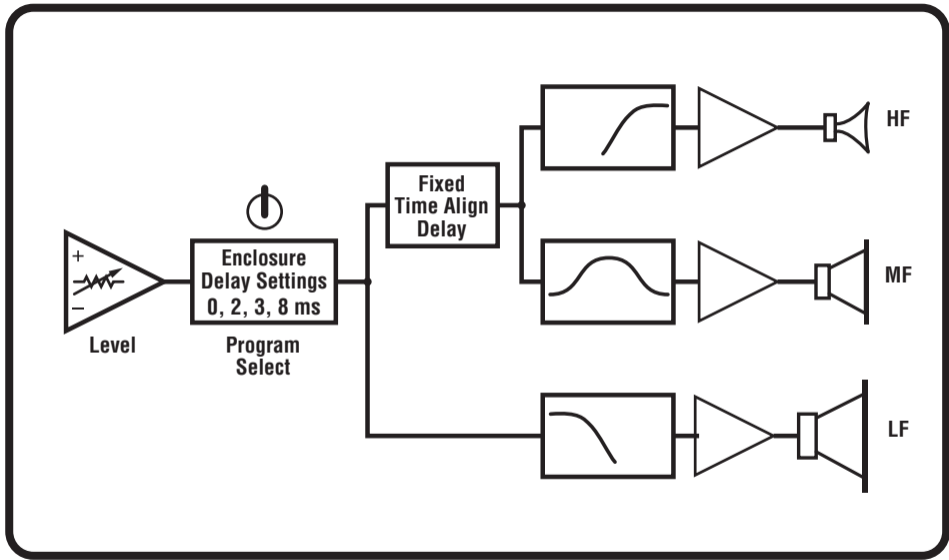 +
−
Level
Enclosure
Delay Settings
0, 2, 3, 8 ms
Program
Select
Fixed
Time Align
Delay
HF
MF
LF